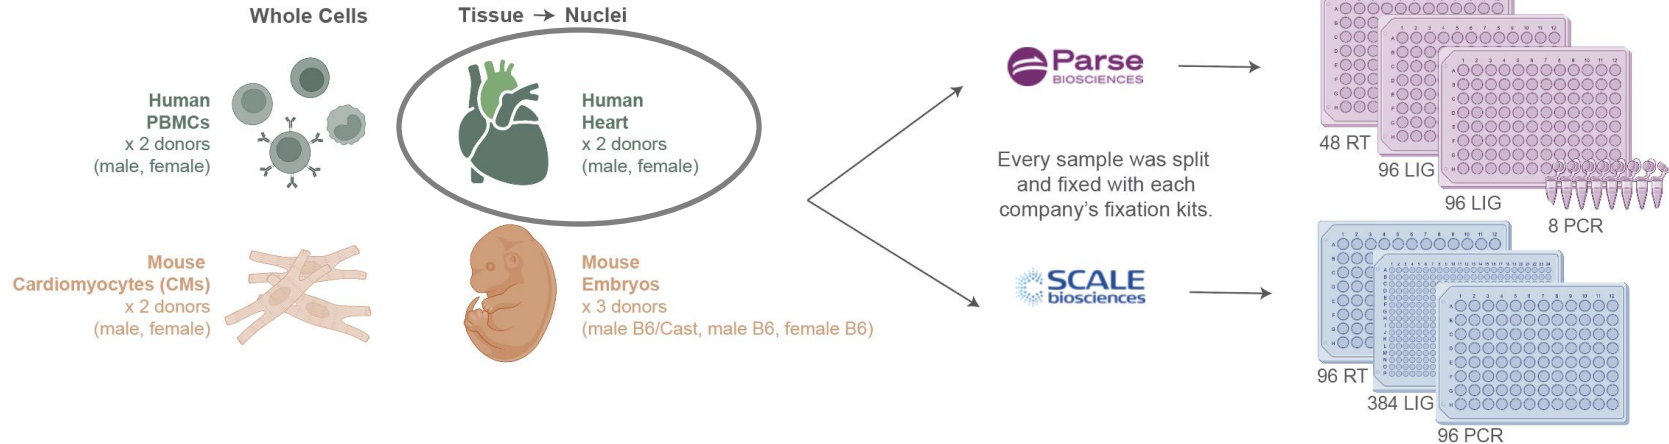 Whole Cells
Tissue → Nuclei
Human
PBMCs
x 2 donors
(male, female)
Human
Heart
x 2 donors
(male, female)
Mouse
Cardiomyocytes (CMs)
x 2 donors
(male, female)
Mouse
Embryos
x 3 donors
(male B6/Cast, male B6, female B6)
Parse
BIOSCIENCES
Every sample was split
and fixed with each
company's fixation kits.
SCALE
biosciences
48 RT
96 LIG
96 LIG
8 PCR
96 RT
384 LIG
96 PCR